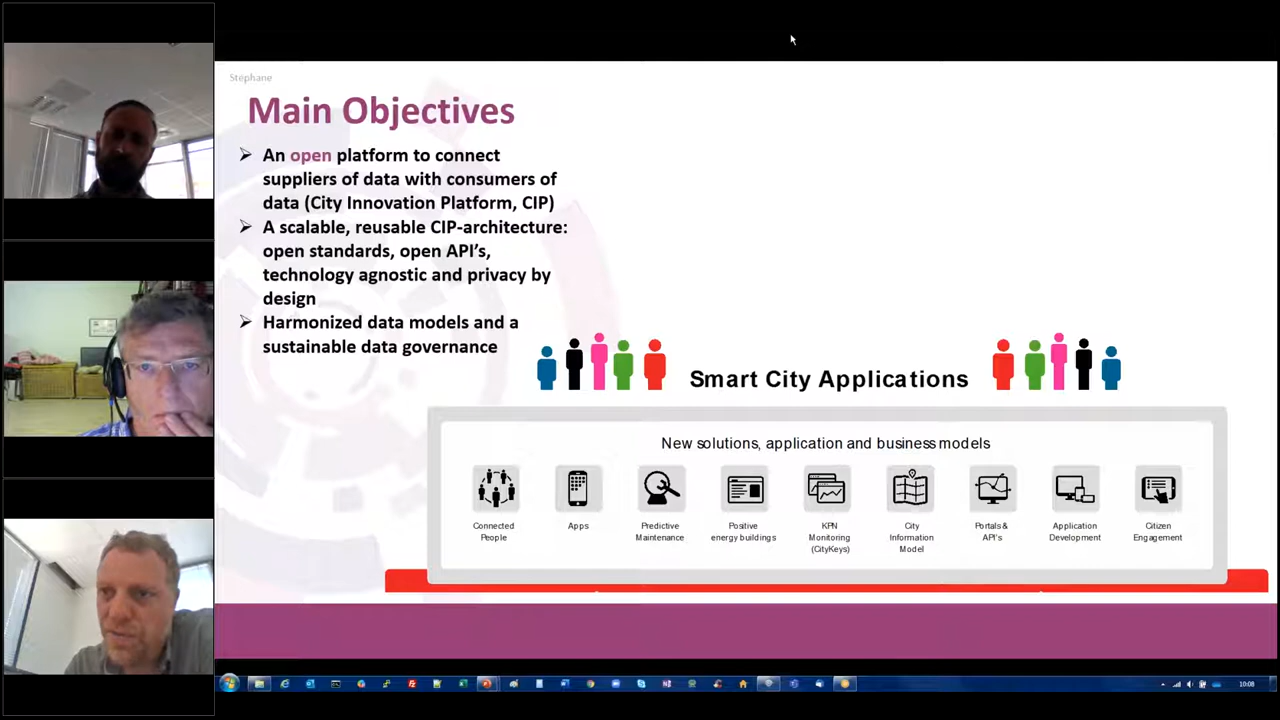 Stéphane
Main Objectives
An open platform to connect
suppliers of data with consumers of
data (City Innovation Platform, CIP)
A scalable, reusable CIP-architecture:
open standards, open API's,
technology agnostic and privacy by
design
Harmonized data models and a
sustainable data governance
Smart City Applications
New solutions, application and business models
Connected
People
Apps
Predictive
Maintenance
Positive
energy buildings
KPN
Monitoring
(CityKeys)
City
Information
Model
Portals &
API's
Application
Development
Citizen
Engagement
10:08